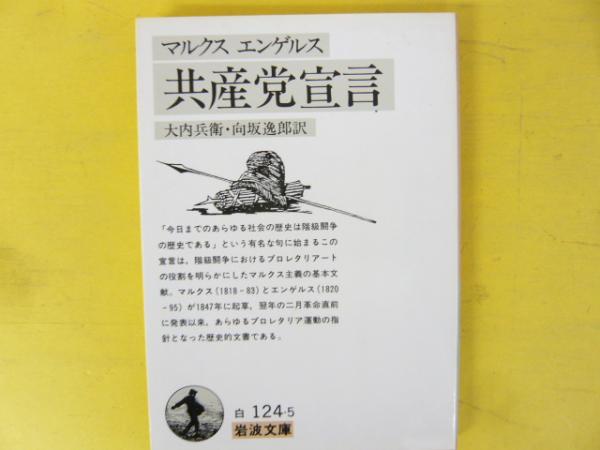 マルクス エンゲルス
共産党宣言
大内兵衛・向坂逸郎訳
「今日までのあらゆる社会の歴史は階級闘争
の歴史である」という有名な句に始まるこの
宣言は，階級闘争におけるプロレタリアート
の役割を明らかにしたマルクス主義の基本文
献．マルクス(1818－83)とエンゲルス(1820
－95)が1847年に起草，翌年の二月革命直前
に発表以来，あらゆるプロレタリア運動の指
針となった歴史的文書である。
白 124-5
岩波文庫